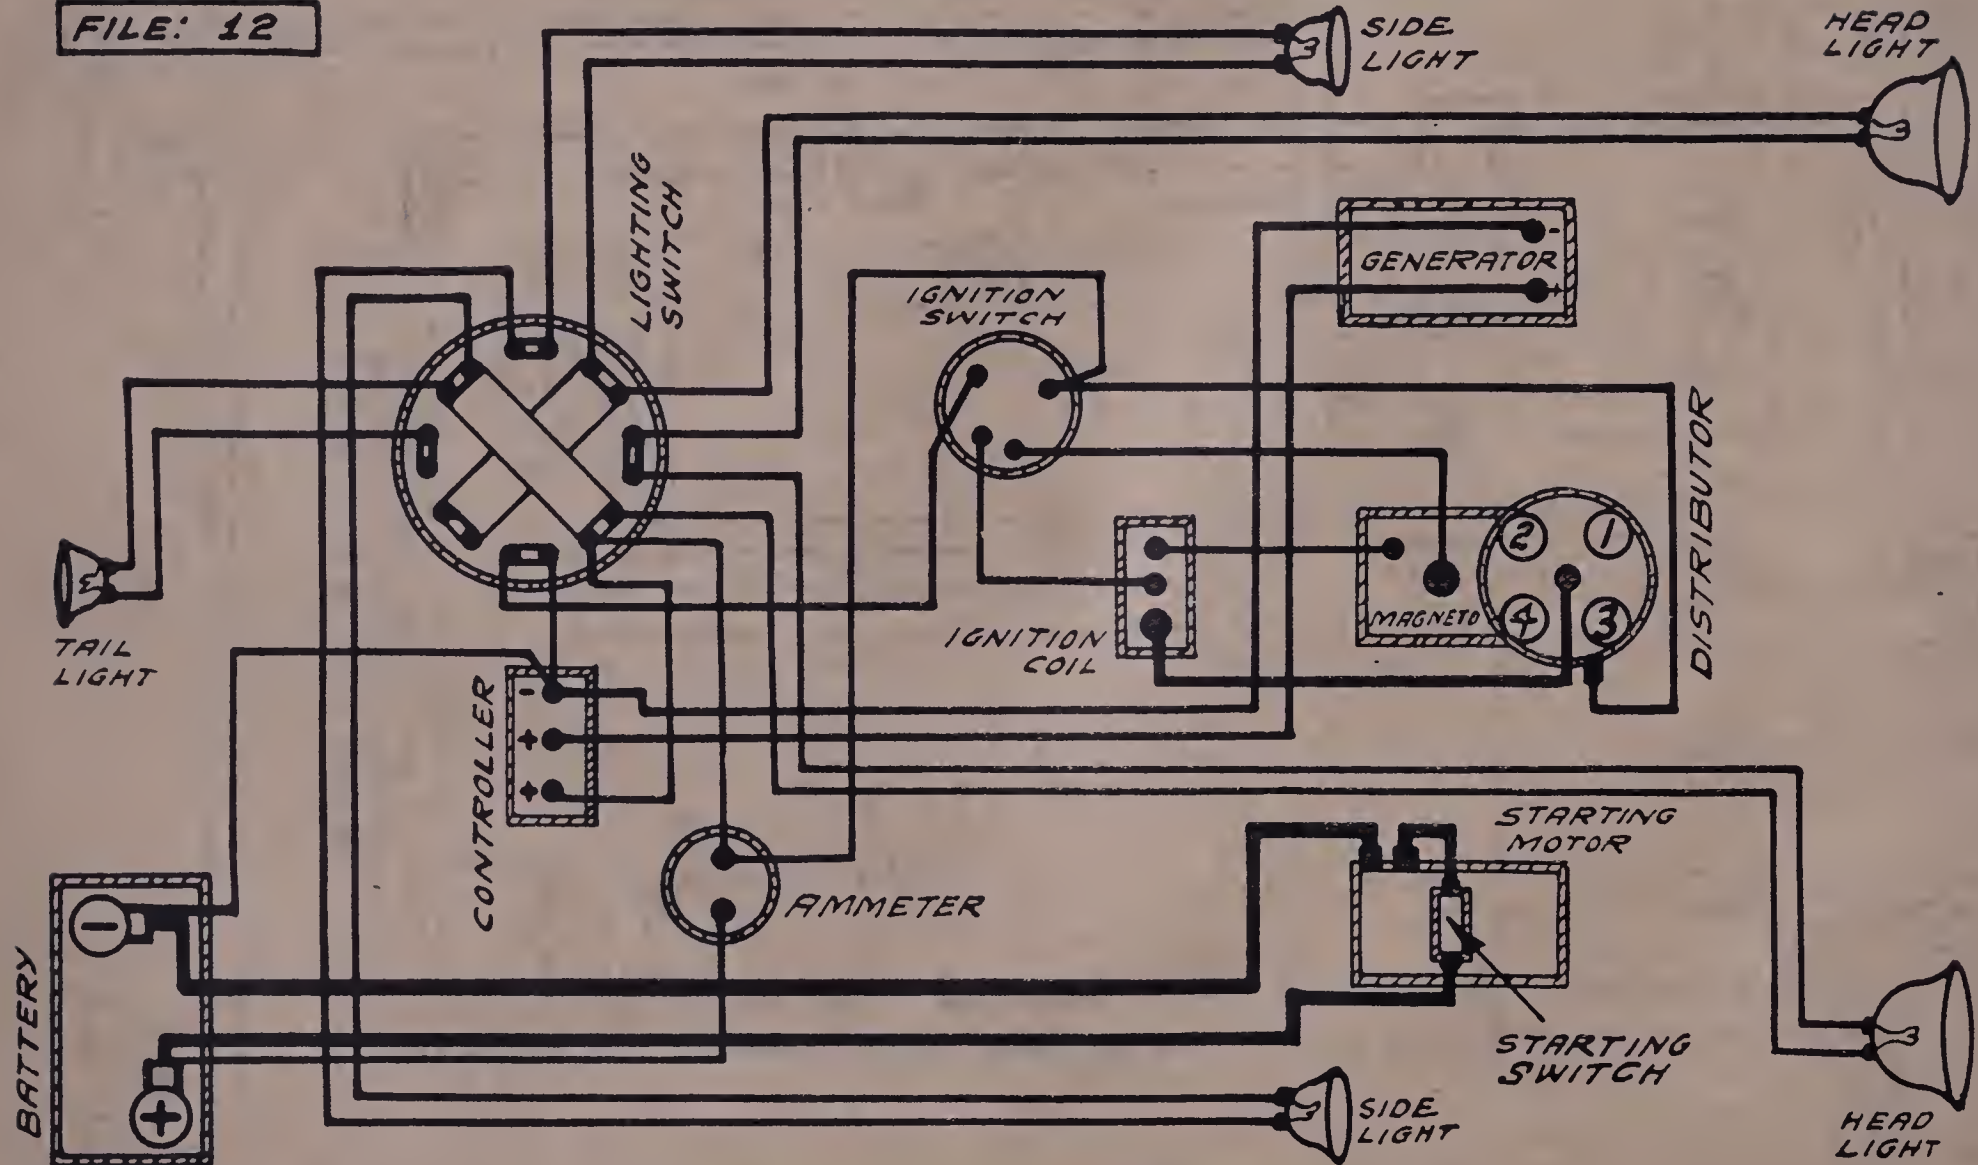 FILE: 12
SIDE
LIGHT
HEAD
LIGHT
LIGHTING
SWITCH
GENERATOR
-
+
IGNITION
SWITCH
DISTRIBUTOR
2
1
4
3
MAGNETO
IGNITION
COIL
TAIL
LIGHT
CONTROLLER
-
+
+
AMMETER
STARTING
MOTOR
BATTERY
-
+
STARTING
SWITCH
SIDE
LIGHT
HEAD
LIGHT